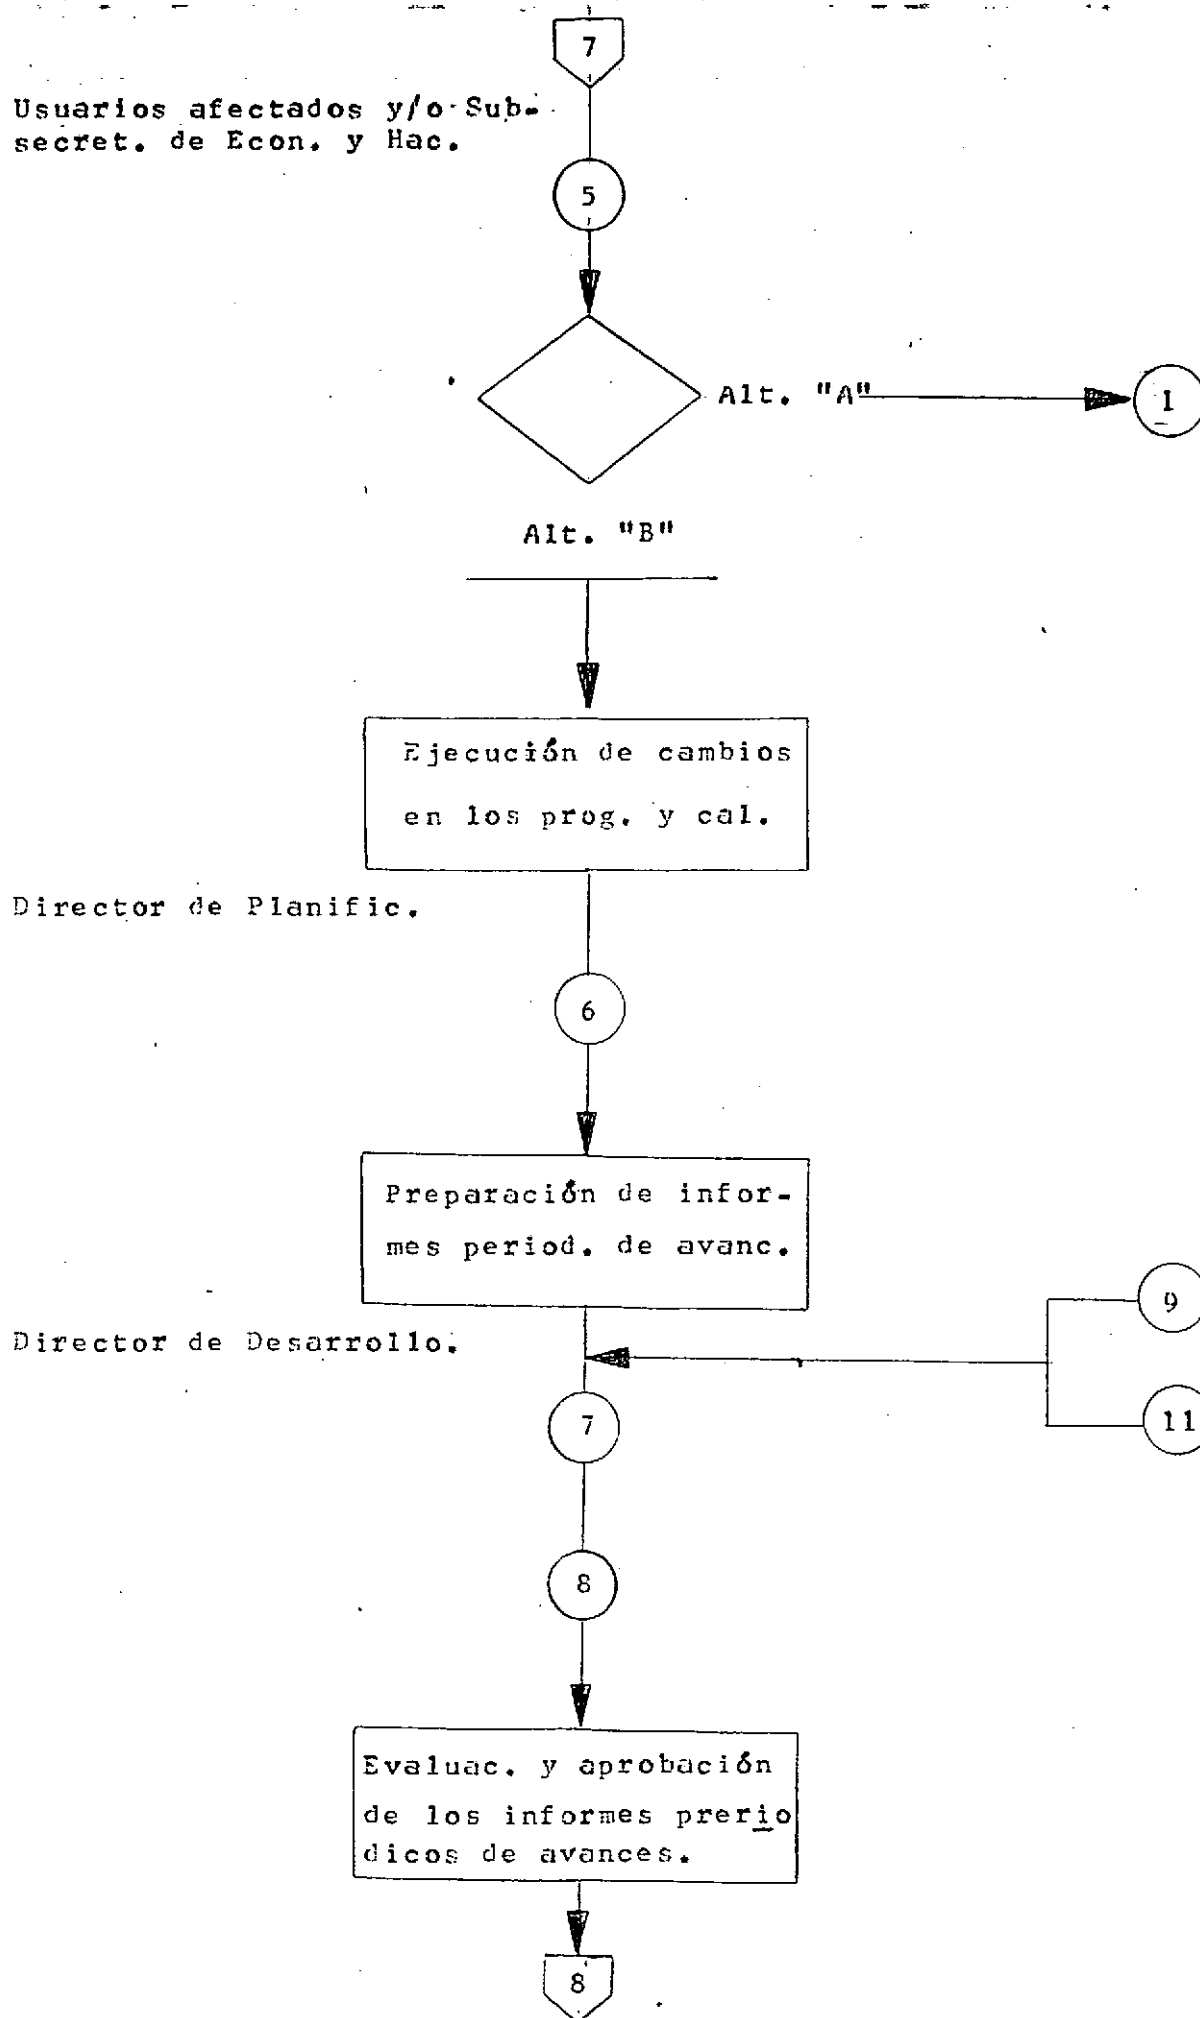 7
Usuarios afectados y/o Sub-
secret. de Econ. y Hac.
5
Alt. "A"
1
Alt. "B"
Ejecución de cambios
en los prog. y cal.
Director de Planific.
6
Preparación de infor-
mes period. de avanc.
9
Director de Desarrollo.
7
11
8
Evaluac. y aprobación
de los informes prerio
dicos de avances.
8